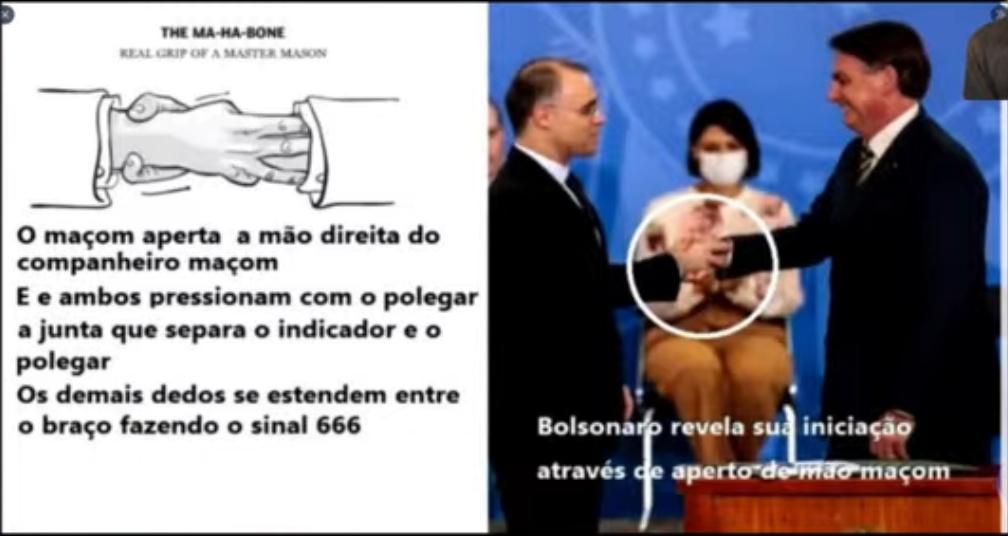 THE MA-HA-BONE
REAL GRIP OF A MASTER MASON
O maçom aperta a mão direita do
companheiro maçom
E e ambos pressionam com o polegar
a junta que separa o indicador e o
polegar
Os demais dedos se estendem entre
o braço fazendo o sinal 666
Bolsonaro revela sua iniciação
através de aperto de mão maçom